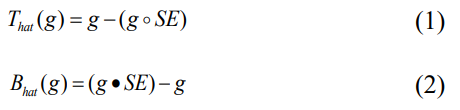 T_hat(g) = g − (g ∘ SE) (1)
B_hat(g) = (g • SE) − g (2)